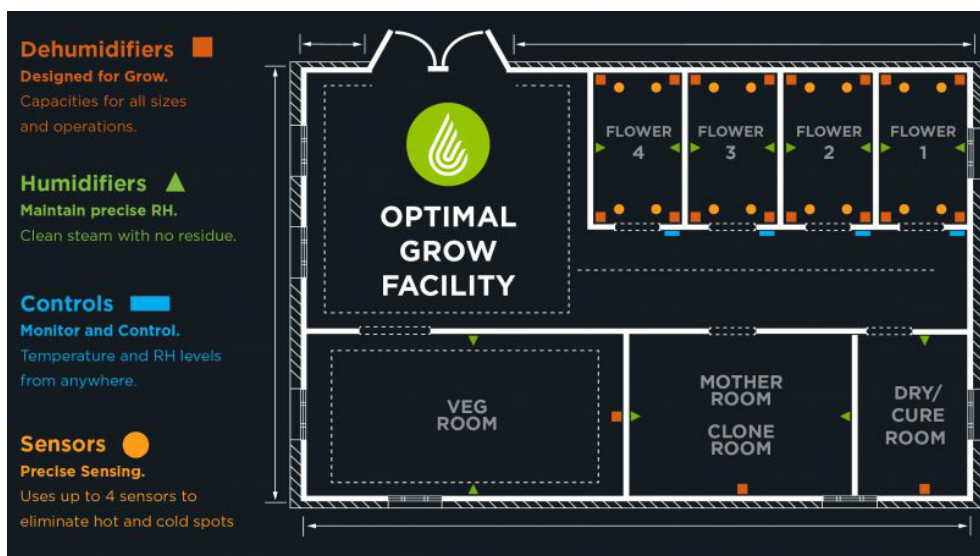 Dehumidifiers
Designed for Grow.
Capacities for all sizes
and operations.
Humidifiers
Maintain precise RH.
Clean steam with no residue.
Controls
Monitor and Control.
Temperature and RH levels
from anywhere.
Sensors
Precise Sensing.
Uses up to 4 sensors to
eliminate hot and cold spots
OPTIMAL
GROW
FACILITY
FLOWER
4
FLOWER
3
FLOWER
2
FLOWER
1
VEG
ROOM
MOTHER
ROOM
CLONE
ROOM
DRY/
CURE
ROOM